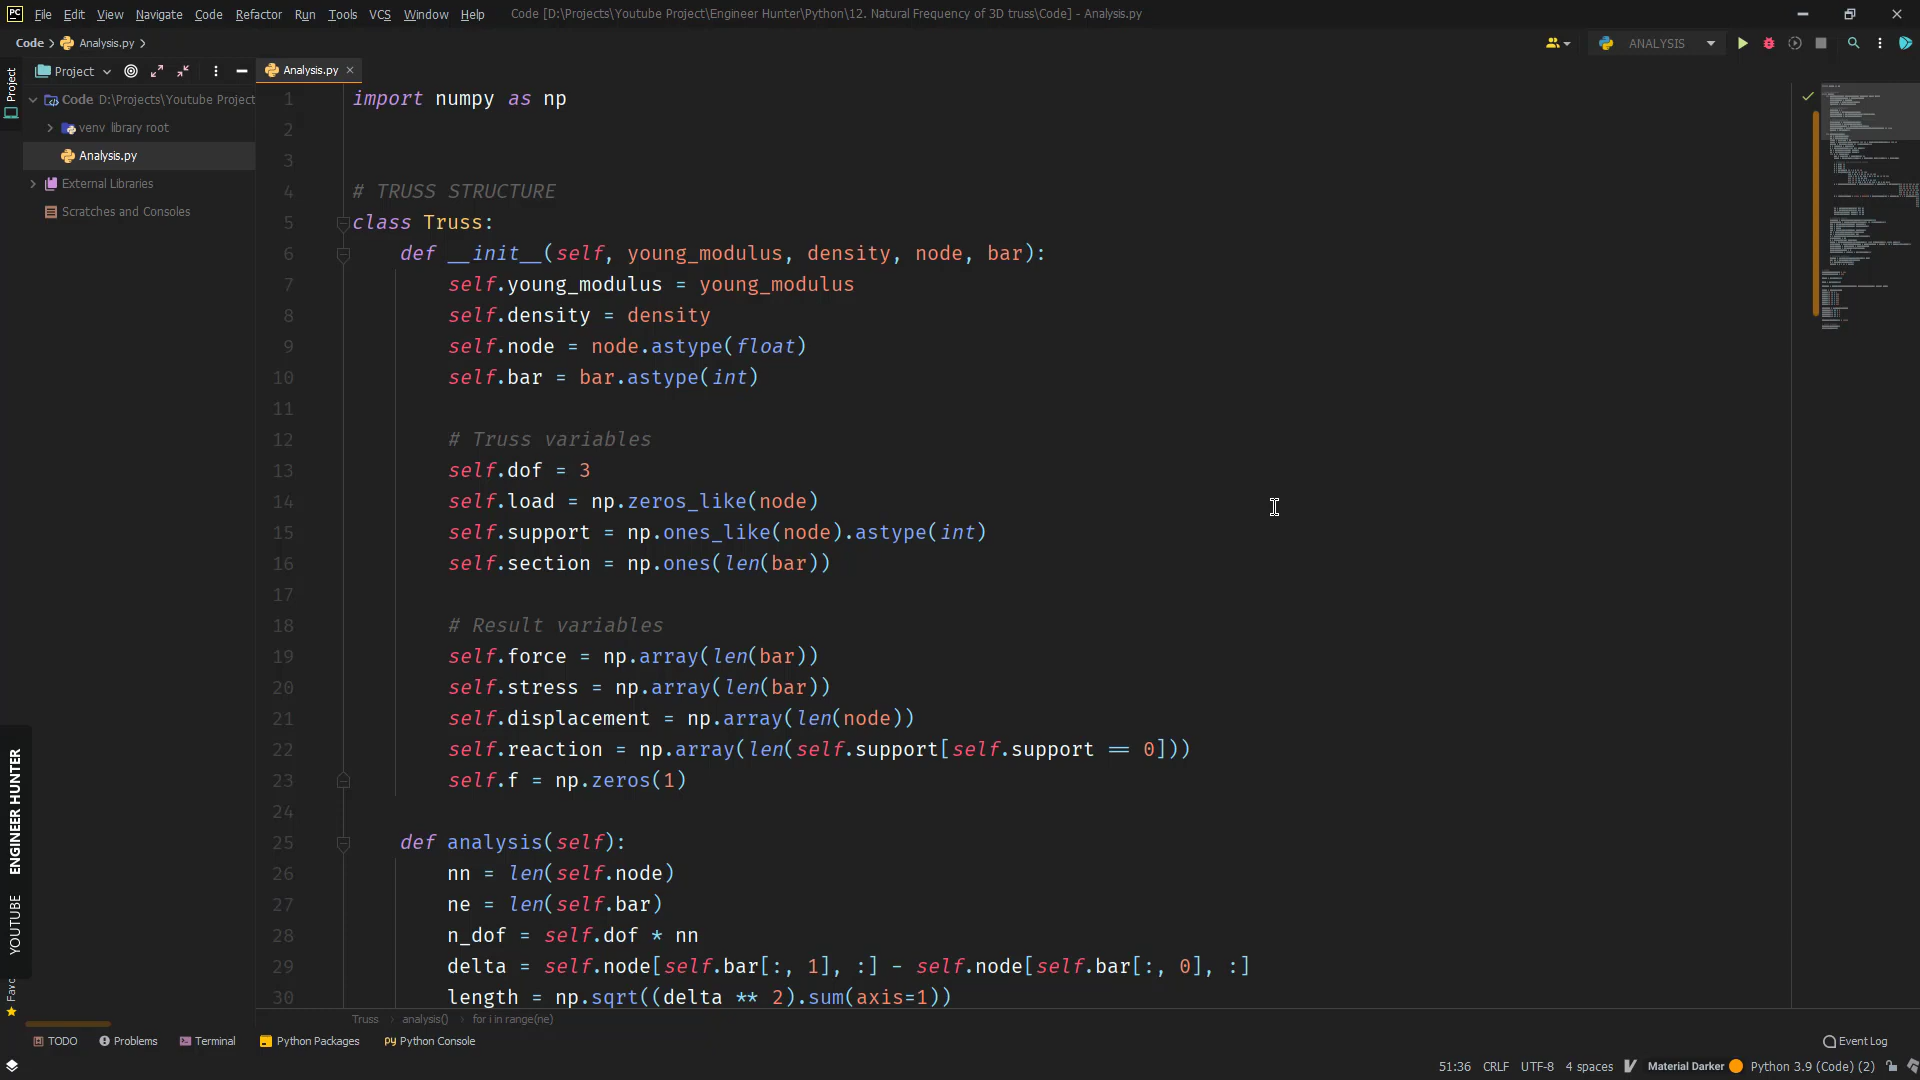 File Edit View Navigate Code Refactor Run Tools VCS Window Help Code [D:\Projects\Youtube Project\Engineer Hunter\Python\12. Natural Frequency of 3D truss\Code] - Analysis.py
Code Analysis.py ANALYSIS
Project
Project
Analysis.py
Code D:\Projects\Youtube Project
venv library root
Analysis.py
External Libraries
Scratches and Consoles
1 import numpy as np
2
3
4 # TRUSS STRUCTURE
5 class Truss:
6 def __init__(self, young_modulus, density, node, bar):
7 self.young_modulus = young_modulus
8 self.density = density
9 self.node = node.astype(float)
10 self.bar = bar.astype(int)
11
12 # Truss variables
13 self.dof = 3
14 self.load = np.zeros_like(node)
15 self.support = np.ones_like(node).astype(int)
16 self.section = np.ones(len(bar))
17
18 # Result variables
19 self.force = np.array(len(bar))
20 self.stress = np.array(len(bar))
21 self.displacement = np.array(len(node))
22 self.reaction = np.array(len(self.support[self.support == 0]))
23 self.f = np.zeros(1)
24
25 def analysis(self):
26 nn = len(self.node)
27 ne = len(self.bar)
28 n_dof = self.dof * nn
29 delta = self.node[self.bar[:, 1], :] - self.node[self.bar[:, 0], :]
30 length = np.sqrt((delta ** 2).sum(axis=1))
YOUTUBE ENGINEER HUNTER
Truss analysis() for i in range(ne)
TODO Problems Terminal Python Packages Python Console Event Log
51:36 CRLF UTF-8 4 spaces Material Darker Python 3.9 (Code) (2)